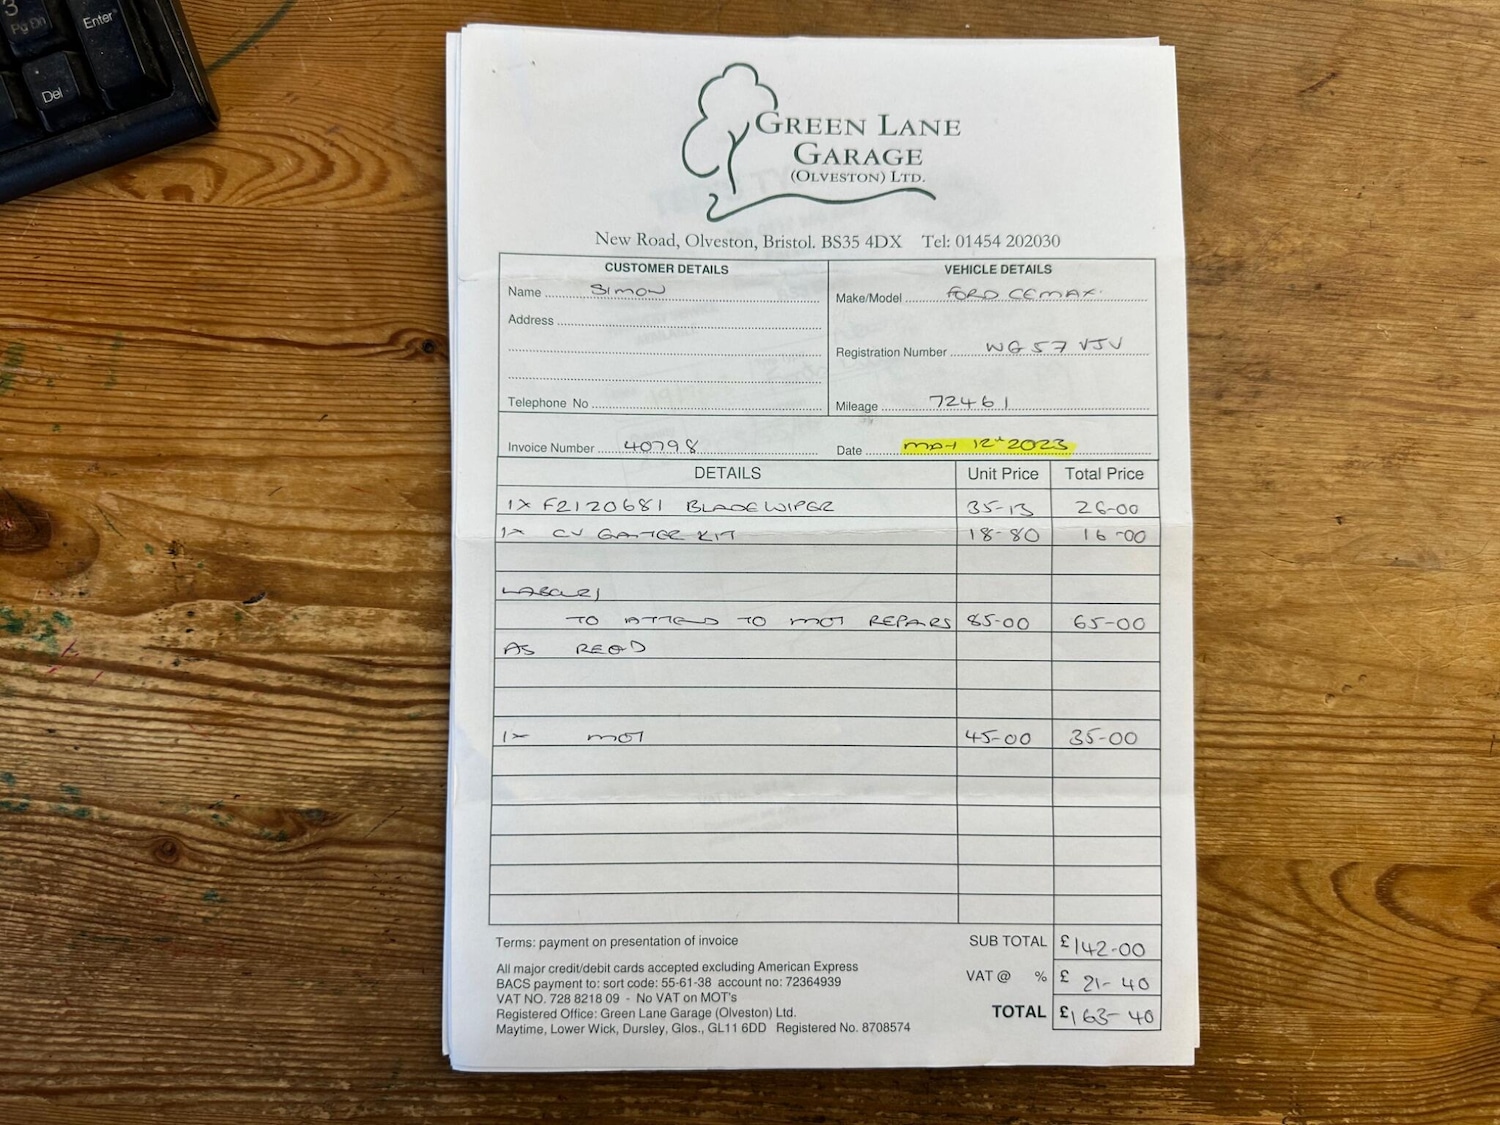 3
Pg Dn
Enter
Del
GREEN LANE
GARAGE
(OLVESTON) LTD.
New Road, Olveston, Bristol. BS35 4DX Tel: 01454 202030
CUSTOMER DETAILS
Name SIMON
Address
Telephone No
VEHICLE DETAILS
Make/Model FORD CEMAX.
Registration Number WG57 VJV
Mileage 72461
Invoice Number 40798
Date MAY 12th 2023
DETAILS Unit Price Total Price
1X F2120681 BLADE WIPER 35-13 26-00
1X CV GAITER KIT 18-80 16-00
LABOUR
TO ATTEND TO MOT REPAIRS 85-00 65-00
AS REQD
1X MOT 45-00 35-00
Terms: payment on presentation of invoice
All major credit/debit cards accepted excluding American Express
BACS payment to: sort code: 55-61-38 account no: 72364939
VAT NO. 728 8218 09 - No VAT on MOT's
Registered Office: Green Lane Garage (Olveston) Ltd.
Maytime, Lower Wick, Dursley, Glos., GL11 6DD Registered No. 8708574
SUB TOTAL £142-00
VAT @ % £ 21-40
TOTAL £163-40